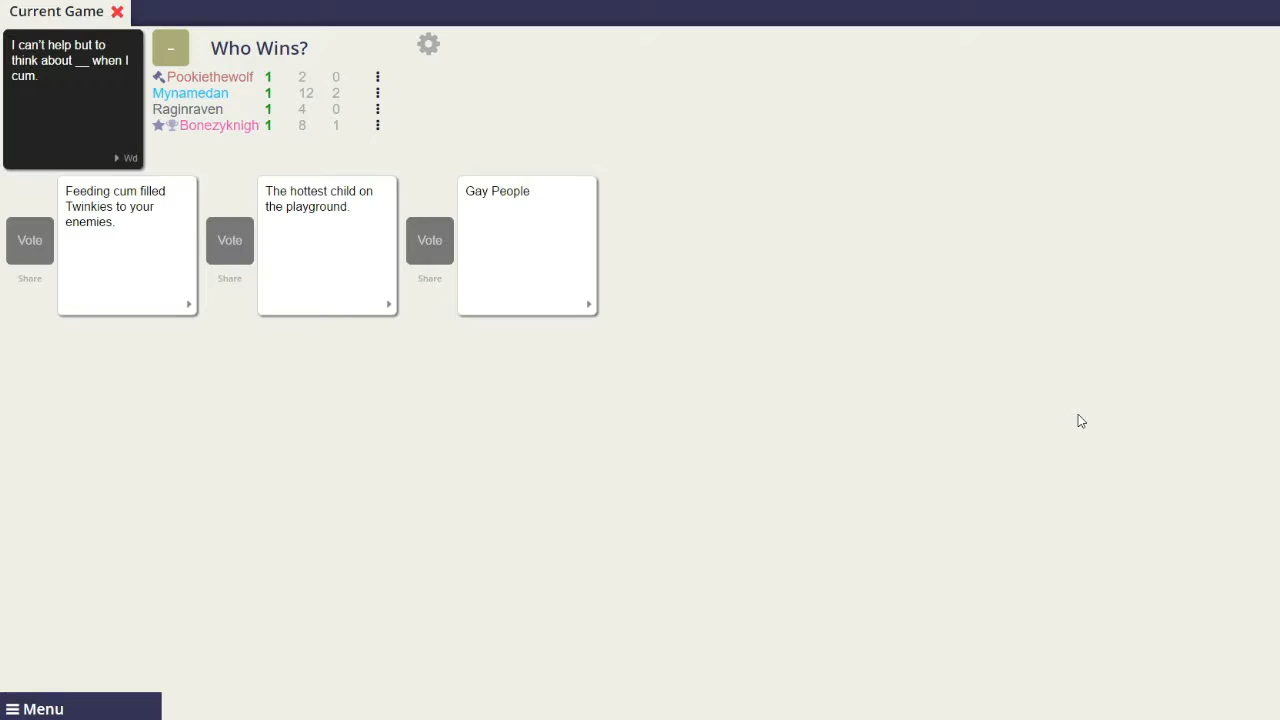 Current Game
I can't help but to
think about __ when I
cum.
Wd
-
Who Wins?
Pookiethewolf 1 2 0
Mynamedan 1 12 2
Raginraven 1 4 0
Bonezyknigh 1 8 1
Vote
Share
Feeding cum filled
Twinkies to your
enemies.
Vote
Share
The hottest child on
the playground.
Vote
Share
Gay People
Menu